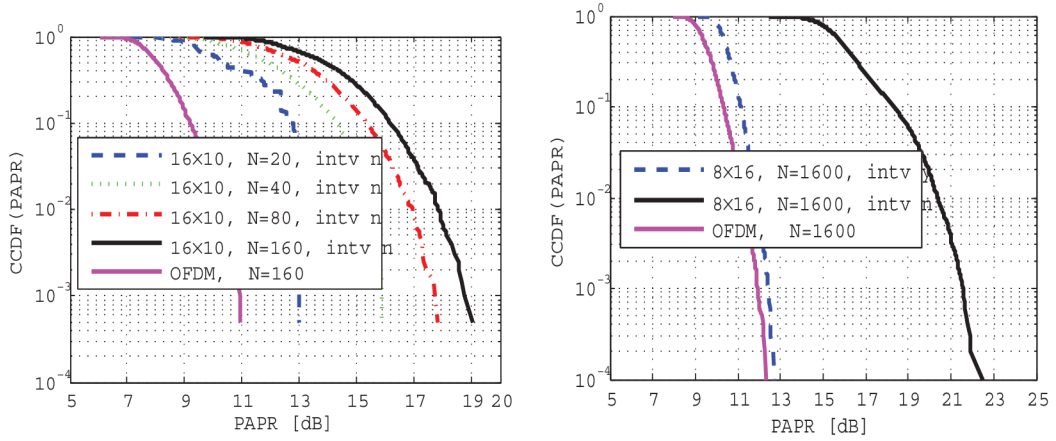 10^0
10^-1
10^-2
10^-3
10^-4
CCDF(PAPR)
16×10, N=20, intv n
16×10, N=40, intv n
16×10, N=80, intv n
16×10, N=160, intv n
OFDM, N=160
5 7 9 11 13 15 17 19 20
PAPR [dB]
10^0
10^-1
10^-2
10^-3
10^-4
CCDF(PAPR)
8×16, N=1600, intv y
8×16, N=1600, intv n
OFDM, N=1600
5 7 9 11 13 15 17 19 21 23 25
PAPR [dB]